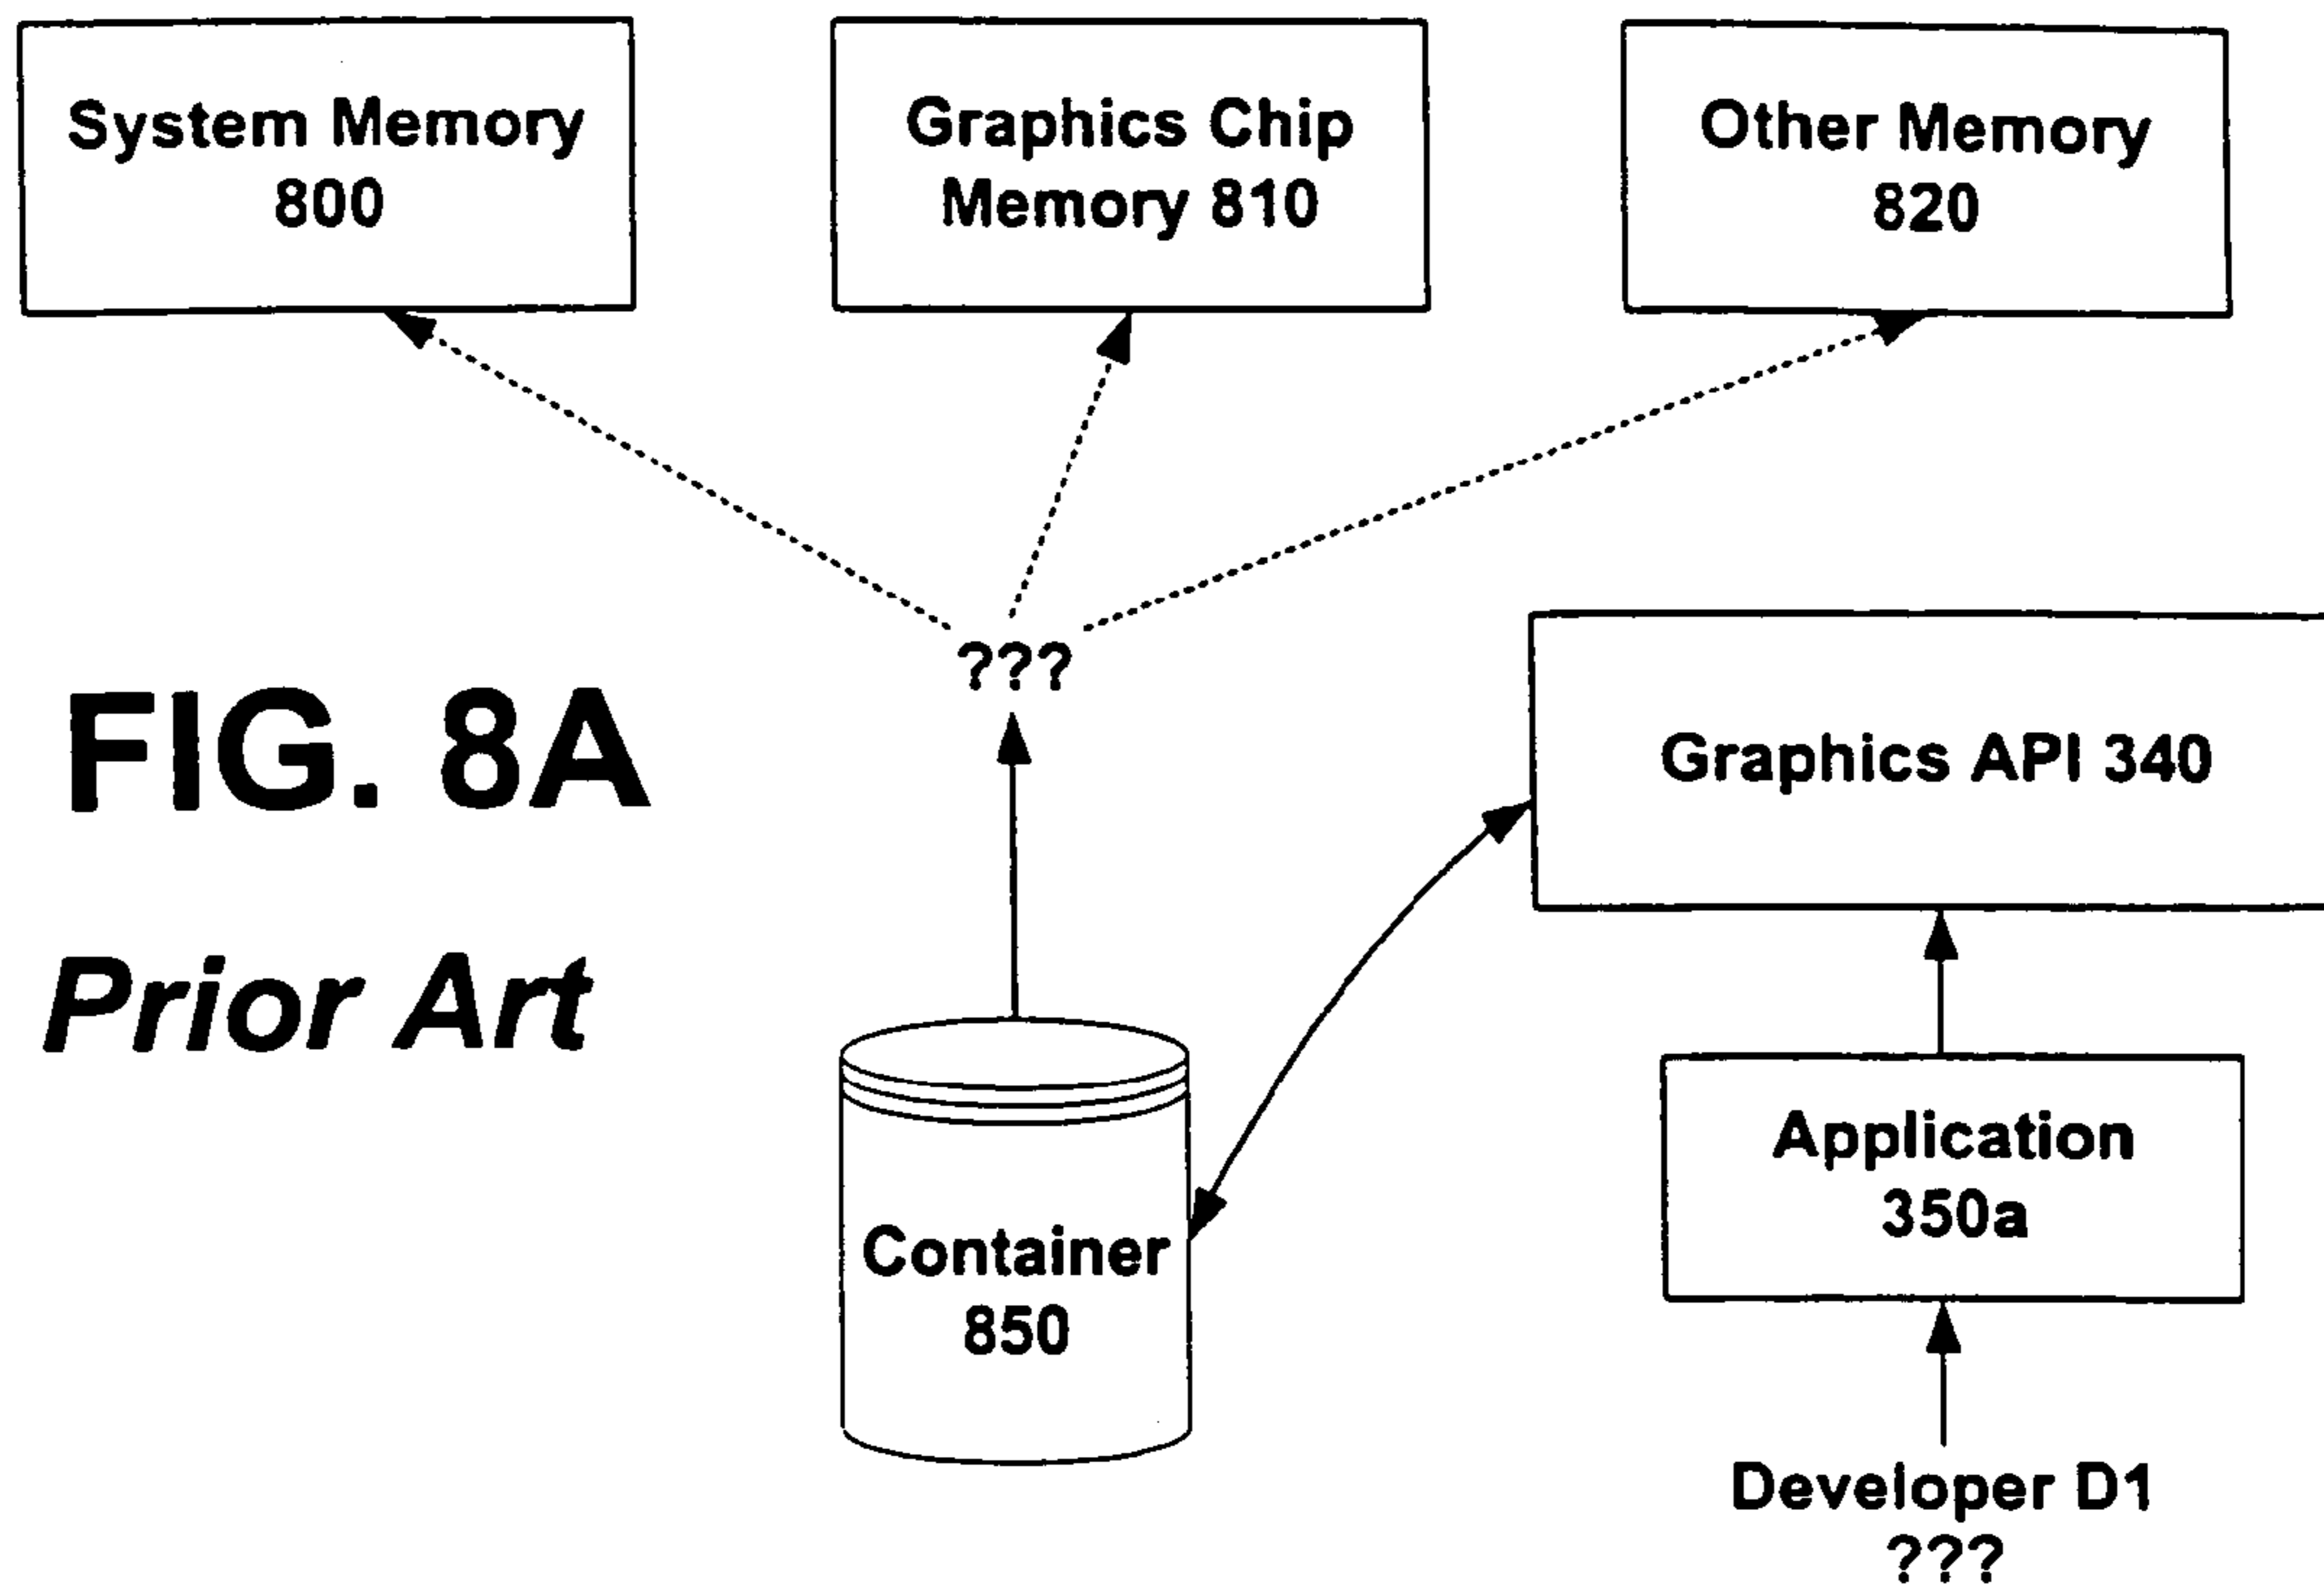 System Memory
800
Graphics Chip
Memory 810
Other Memory
820
???
FIG. 8A
Prior Art
Graphics API 340
Container
850
Application
350a
Developer D1
???